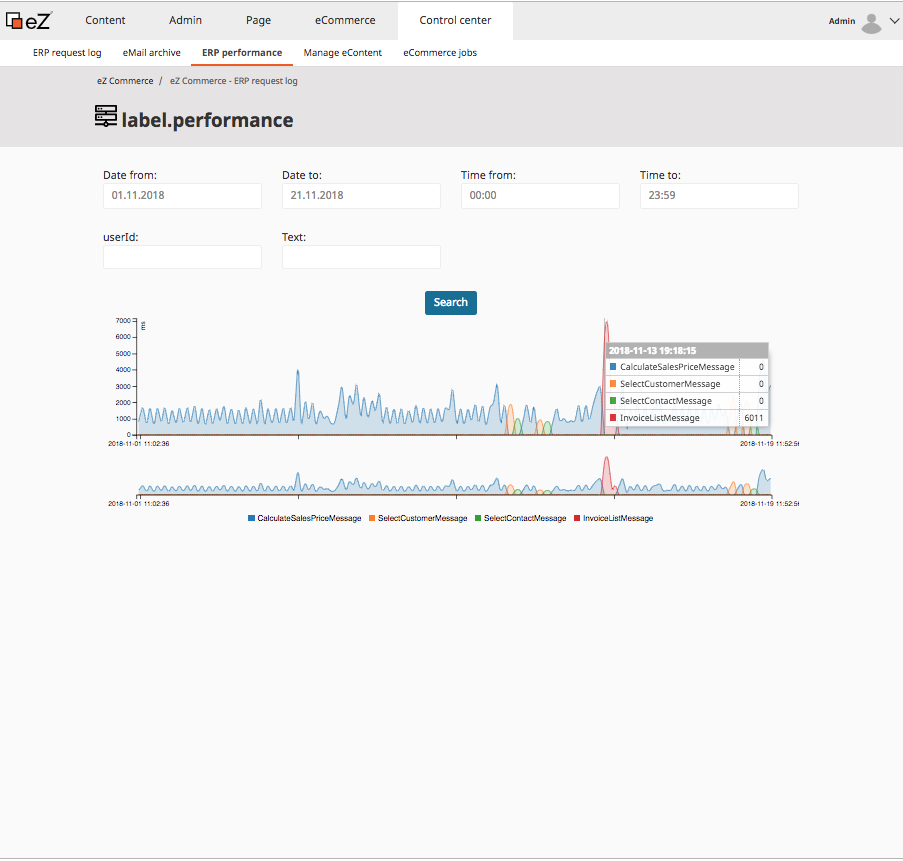 eZ Content Admin Page eCommerce Control center Admin
ERP request log eMail archive ERP performance Manage eContent eCommerce jobs
eZ Commerce / eZ Commerce - ERP request log
label.performance
Date from: Date to: Time from: Time to:
01.11.2018 21.11.2018 00:00 23:59
userId: Text:
Search
7000
ms
6000
5000
4000
3000
2000
1000
0
2018-11-13 19:18:15
CalculateSalesPriceMessage 0
SelectCustomerMessage 0
SelectContactMessage 0
InvoiceListMessage 6011
2018-11-01 11:02:36 2018-11-19 11:52:56
2018-11-01 11:02:36 2018-11-19 11:52:56
CalculateSalesPriceMessage SelectCustomerMessage SelectContactMessage InvoiceListMessage